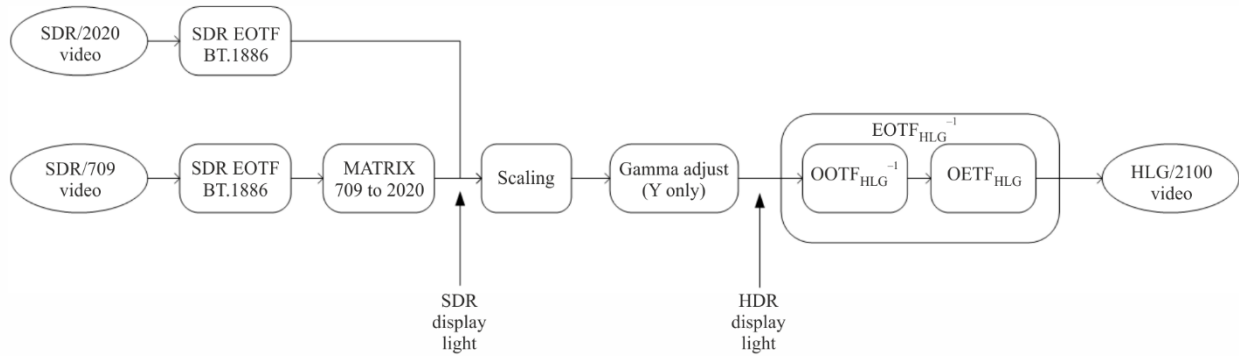 SDR/2020
video
SDR EOTF
BT.1886
EOTF_HLG^–1
SDR/709
video
SDR EOTF
BT.1886
MATRIX
709 to 2020
Scaling
Gamma adjust
(Y only)
OOTF_HLG^–1
OETF_HLG
HLG/2100
video
SDR
display
light
HDR
display
light